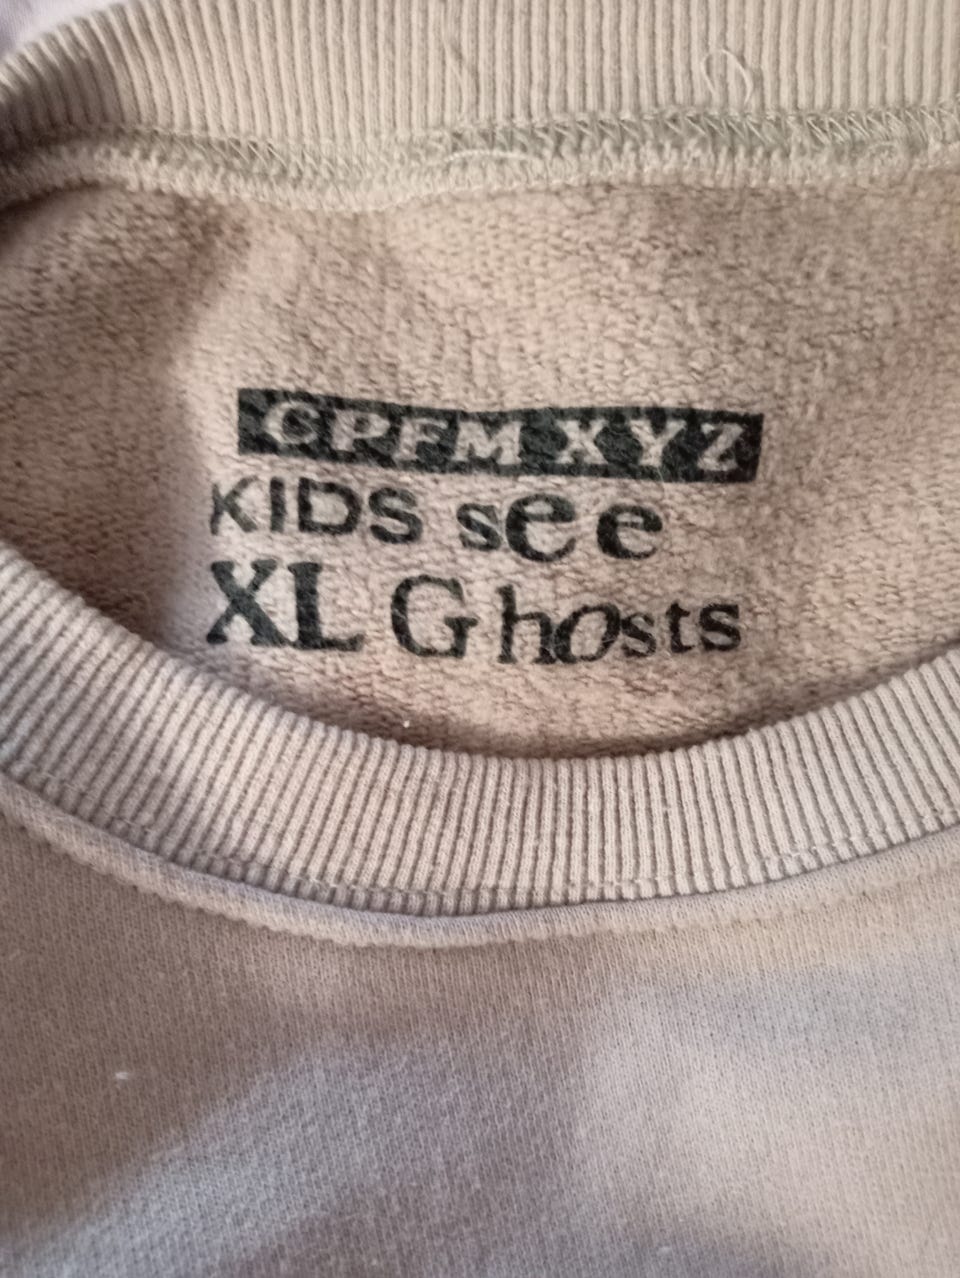 CPFM XYZ
KIDS see
XL Ghosts